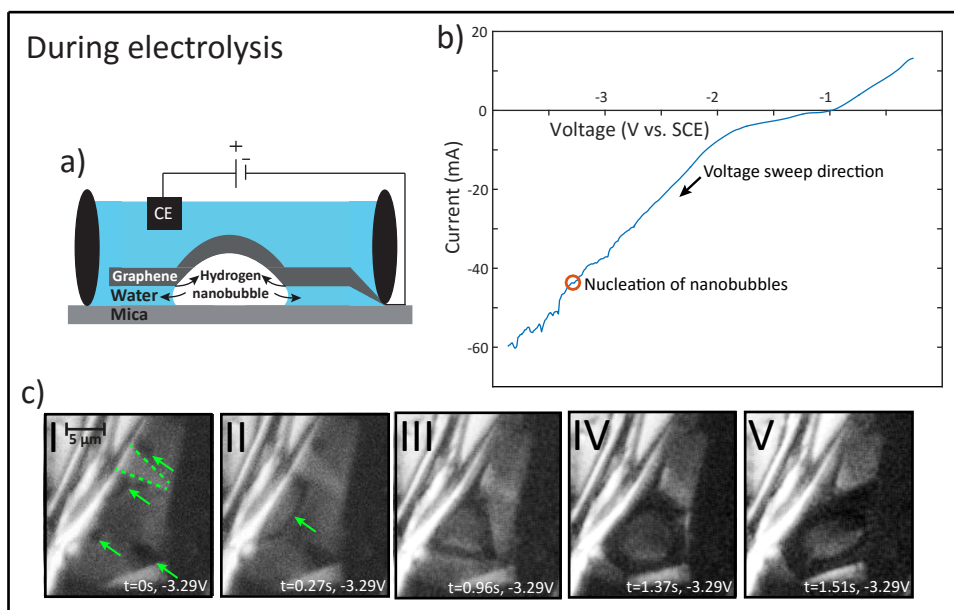 During electrolysis
a)
+
-
CE
Graphene
Hydrogen
nanobubble
Water
Mica
b)
20
0
-20
-40
-60
Current (mA)
-3
-2
-1
Voltage (V vs. SCE)
Voltage sweep direction
Nucleation of nanobubbles
c)
I
5 μm
t=0s, -3.29V
II
t=0.27s, -3.29V
III
t=0.96s, -3.29V
IV
t=1.37s, -3.29V
V
t=1.51s, -3.29V